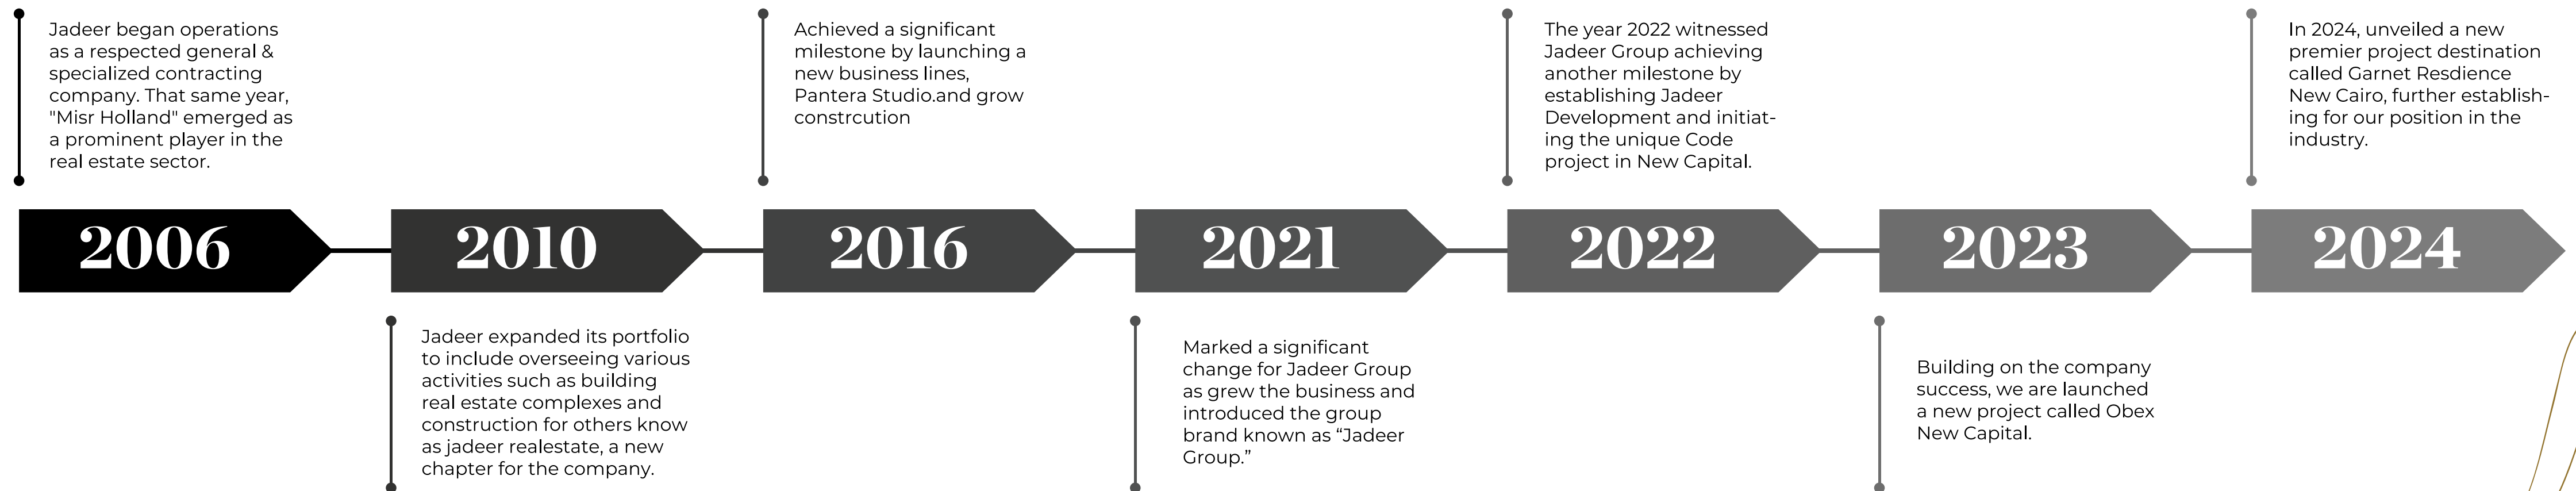 Jadeer began operations
as a respected general &
specialized contracting
company. That same year,
"Misr Holland" emerged as
a prominent player in the
real estate sector.
Achieved a significant
milestone by launching a
new business lines,
Pantera Studio.and grow
constrcution
The year 2022 witnessed
Jadeer Group achieving
another milestone by
establishing Jadeer
Development and initiat-
ing the unique Code
project in New Capital.
In 2024, unveiled a new
premier project destination
called Garnet Resdience
New Cairo, further establish-
ing for our position in the
industry.
2006
2010
2016
2021
2022
2023
2024
Jadeer expanded its portfolio
to include overseeing various
activities such as building
real estate complexes and
construction for others know
as jadeer realestate, a new
chapter for the company.
Marked a significant
change for Jadeer Group
as grew the business and
introduced the group
brand known as “Jadeer
Group.”
Building on the company
success, we are launched
a new project called Obex
New Capital.